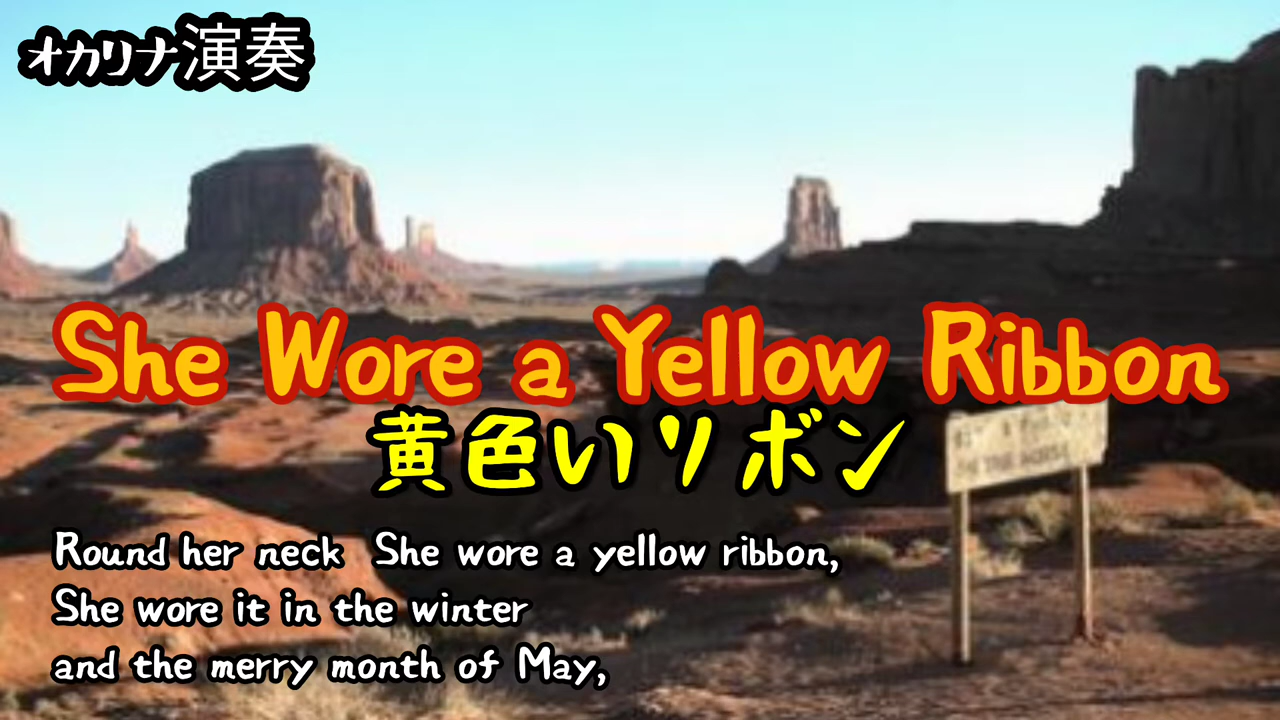 オカリナ演奏
She Wore a Yellow Ribbon
黄色いリボン
Round her neck She wore a yellow ribbon,
She wore it in the winter
and the merry month of May,